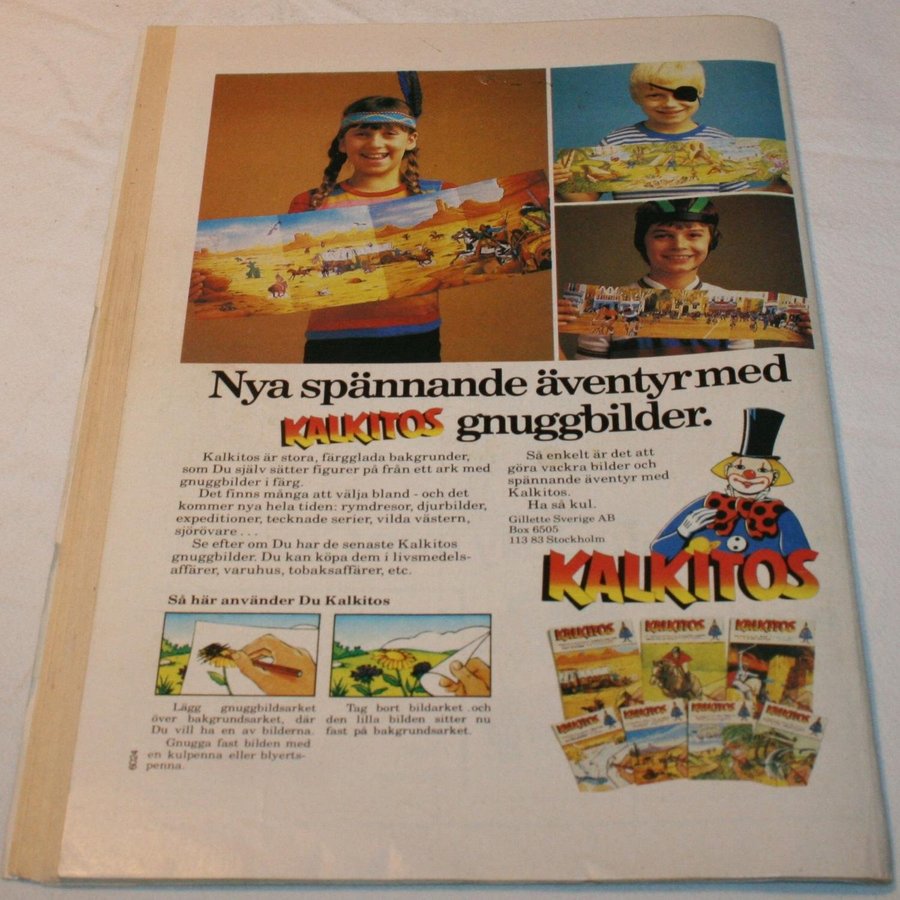 Nya spännande äventyr med
KALKITOS gnuggbilder.
Kalkitos är stora, färgglada bakgrunder,
som Du själv sätter figurer på från ett ark med
gnuggbilder i färg.
Det finns många att välja bland - och det
kommer nya hela tiden: rymdresor, djurbilder,
expeditioner, tecknade serier, vilda västern,
sjörövare . . .
Se efter om Du har de senaste Kalkitos
gnuggbilder. Du kan köpa dem i livsmedels-
affärer, varuhus, tobaksaffärer, etc.
Så enkelt är det att
göra vackra bilder och
spännande äventyr med
Kalkitos.
Ha så kul.
Gillette Sverige AB
Box 6505
113 83 Stockholm
KALKITOS
Så här använder Du Kalkitos
Lägg gnuggbildsarket
över bakgrundsarket, där
Du vill ha en av bilderna.
Gnugga fast bilden med
en kulpenna eller blyerts-
penna.
Tag bort bildarket och
den lilla bilden sitter nu
fast på bakgrundsarket.
6024
KALKITOS
KALKITOS
KALKITOS
KALKITOS
KALKITOS
KALKITOS
KALKITOS